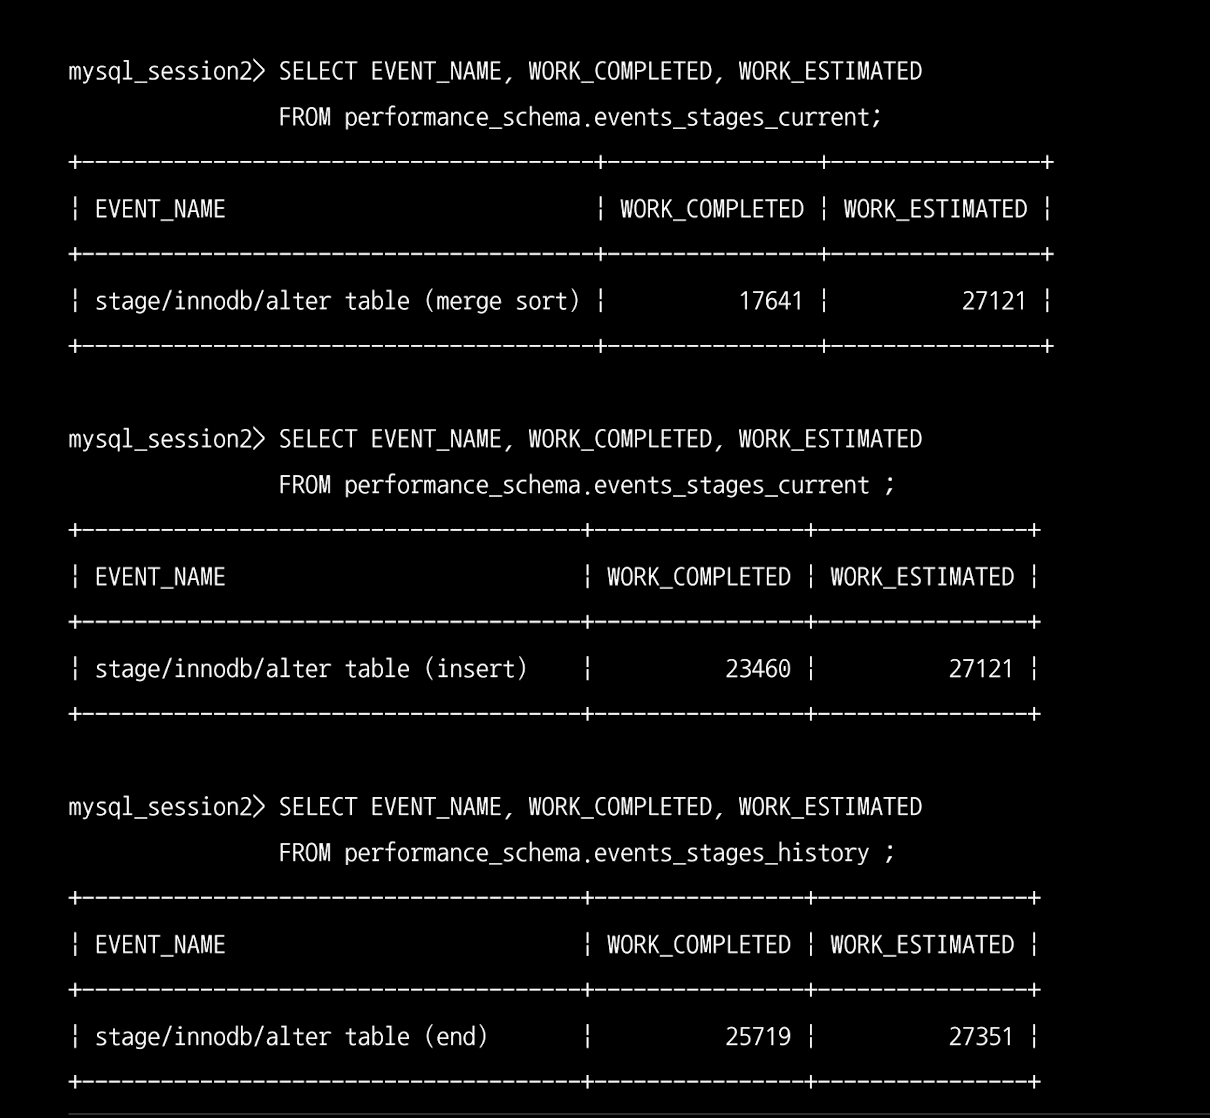 mysql_session2> SELECT EVENT_NAME, WORK_COMPLETED, WORK_ESTIMATED
                FROM performance_schema.events_stages_current;
+---------------------------------------+----------------+----------------+
¦ EVENT_NAME                            ¦ WORK_COMPLETED ¦ WORK_ESTIMATED ¦
+---------------------------------------+----------------+----------------+
¦ stage/innodb/alter table (merge sort) ¦          17641 ¦          27121 ¦
+---------------------------------------+----------------+----------------+
mysql_session2> SELECT EVENT_NAME, WORK_COMPLETED, WORK_ESTIMATED
                FROM performance_schema.events_stages_current ;
+--------------------------------------+----------------+----------------+
¦ EVENT_NAME                           ¦ WORK_COMPLETED ¦ WORK_ESTIMATED ¦
+--------------------------------------+----------------+----------------+
¦ stage/innodb/alter table (insert)    ¦          23460 ¦          27121 ¦
+--------------------------------------+----------------+----------------+
mysql_session2> SELECT EVENT_NAME, WORK_COMPLETED, WORK_ESTIMATED
                FROM performance_schema.events_stages_history ;
+--------------------------------------+----------------+----------------+
¦ EVENT_NAME                           ¦ WORK_COMPLETED ¦ WORK_ESTIMATED ¦
+--------------------------------------+----------------+----------------+
¦ stage/innodb/alter table (end)       ¦          25719 ¦          27351 ¦
+--------------------------------------+----------------+----------------+